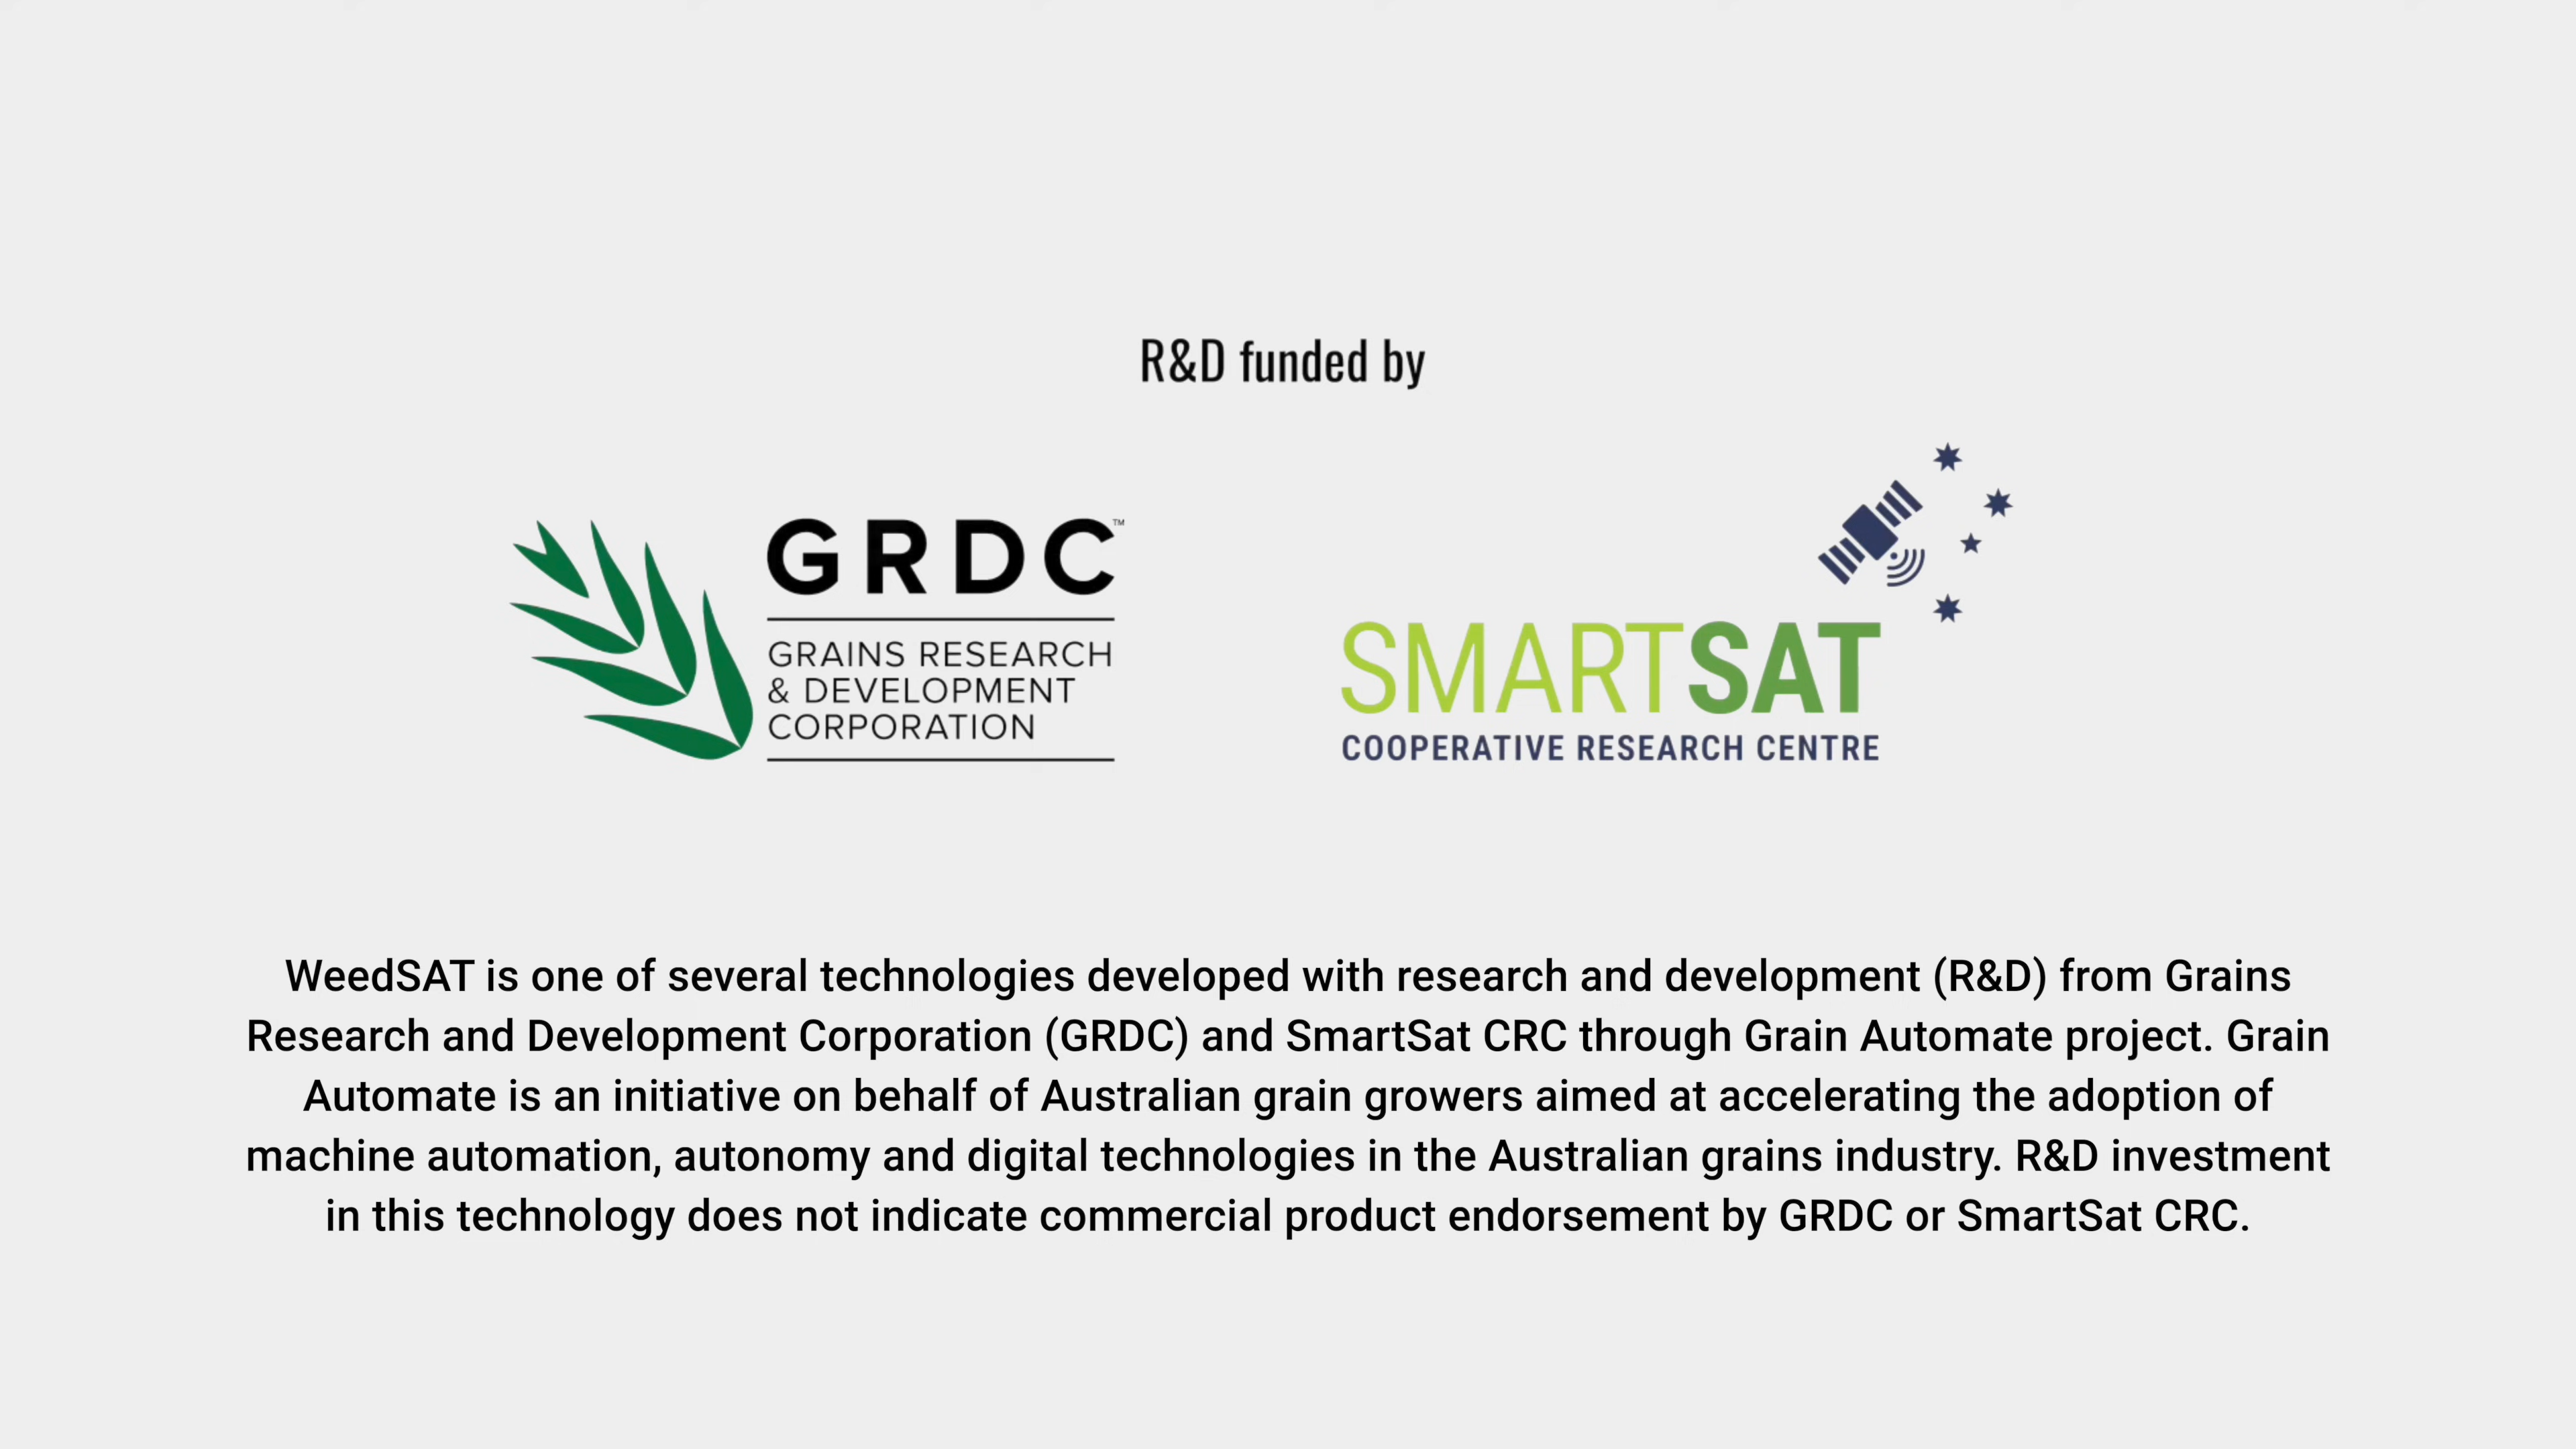 R&D funded by
GRDC™
GRAINS RESEARCH
& DEVELOPMENT
CORPORATION
SMARTSAT
COOPERATIVE RESEARCH CENTRE
WeedSAT is one of several technologies developed with research and development (R&D) from Grains
Research and Development Corporation (GRDC) and SmartSat CRC through Grain Automate project. Grain
Automate is an initiative on behalf of Australian grain growers aimed at accelerating the adoption of
machine automation, autonomy and digital technologies in the Australian grains industry. R&D investment
in this technology does not indicate commercial product endorsement by GRDC or SmartSat CRC.